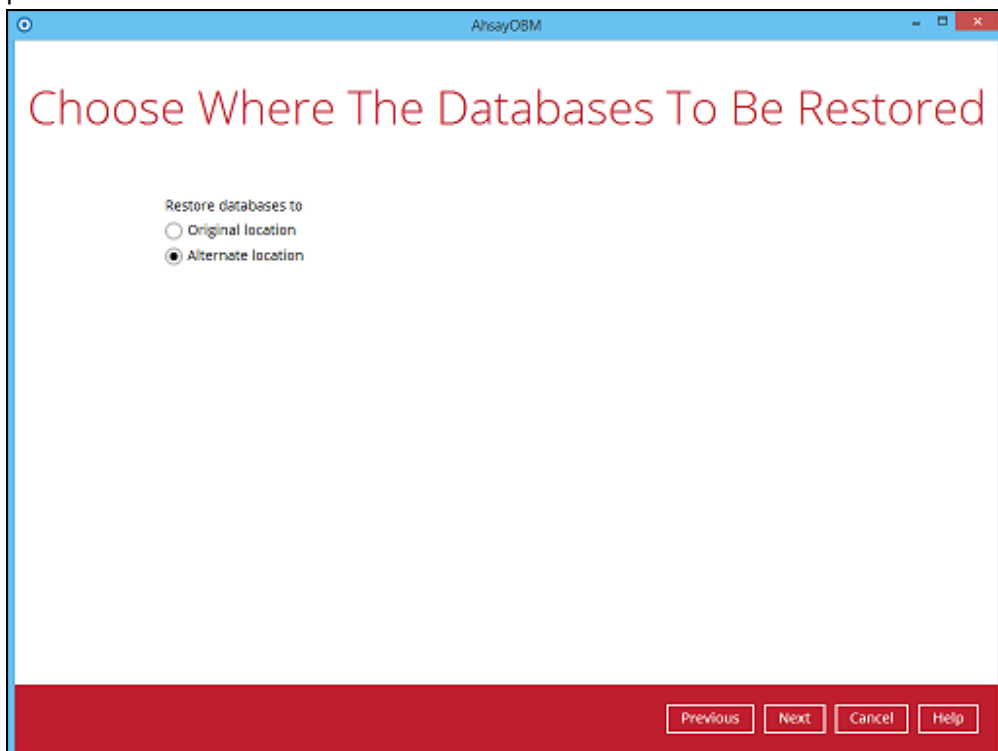 AhsayOBM
Choose Where The Databases To Be Restored
Restore databases to
Original location
Alternate location
Previous Next Cancel Help